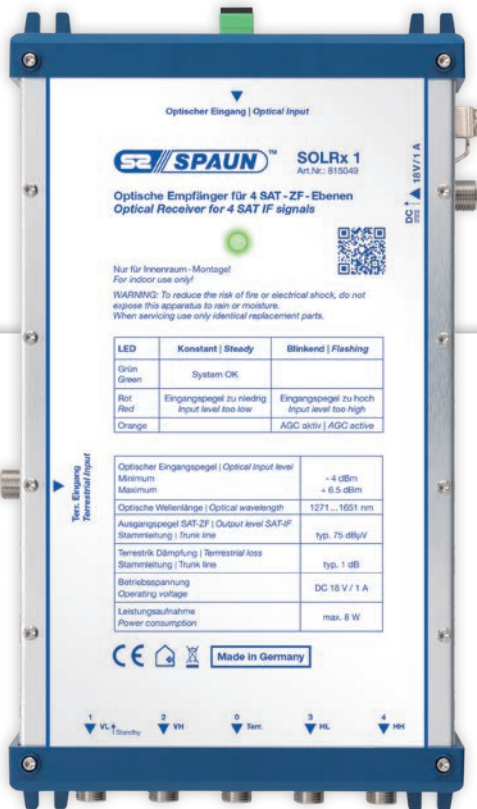 Optischer Eingang | Optical Input
SPAUN™
SOLRx 1
Art.Nr.: 815049
DC 18V/1 A
Optische Empfänger für 4 SAT-ZF-Ebenen
Optical Receiver for 4 SAT IF signals
Nur für Innenraum-Montage!
For indoor use only!
WARNING: To reduce the risk of fire or electrical shock, do not
expose this apparatus to rain or moisture.
When servicing use only identical replacement parts.
LED Konstant | Steady Blinkend | Flashing
Grün
Green
System OK
Rot
Red
Eingangspegel zu niedrig
Input level too low
Eingangspegel zu hoch
Input level too high
Orange AGC aktiv | AGC active
Terr. Eingang
Terrestrial Input
Optischer Eingangspegel | Optical Input level
Minimum - 4 dBm
Maximum + 6.5 dBm
Optische Wellenlänge | Optical wavelength 1271...1651 nm
Ausgangspegel SAT-ZF | Output level SAT-IF
Stammleitung | Trunk line typ. 75 dBµV
Terrestrik Dämpfung | Terrrestrial loss
Stammleitung | Trunk line typ. 1 dB
Betriebsspannung
Operating voltage
DC 18 V / 1 A
Leistungsaufnahme
Power consumption
max. 8 W
CE Made in Germany
1 2 0 3 4
VL Standby VH Terr. HL HH